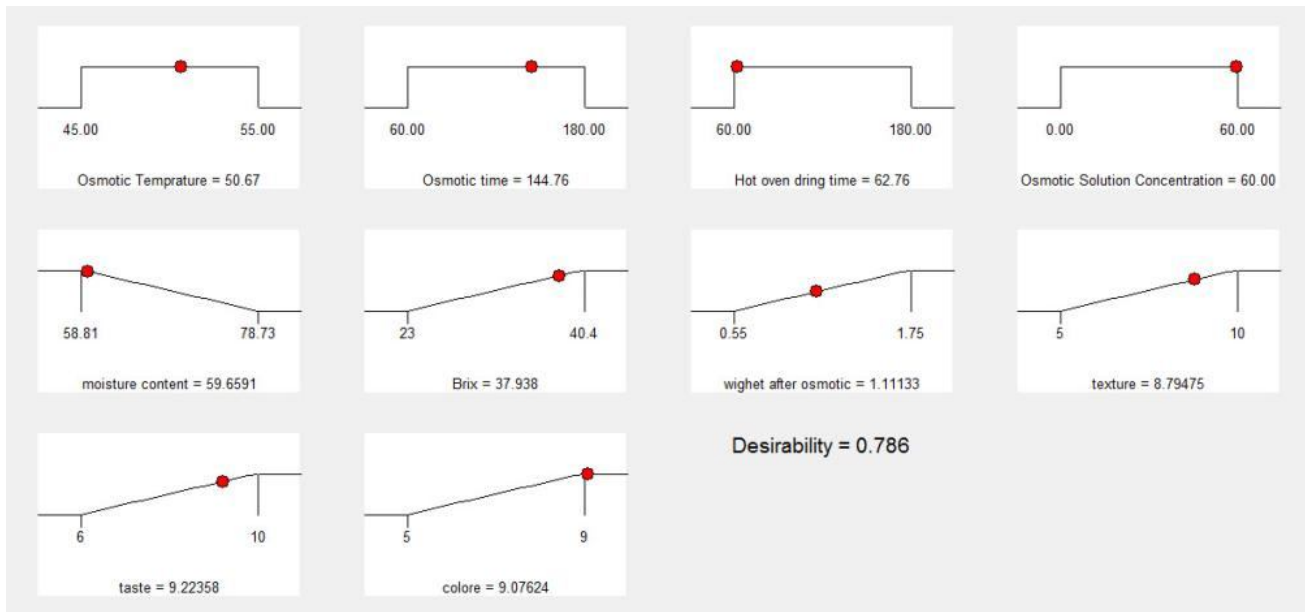 45.00 55.00
Osmotic Temprature = 50.67
60.00 180.00
Osmotic time = 144.76
60.00 180.00
Hot oven dring time = 62.76
0.00 60.00
Osmotic Solution Concentration = 60.00
58.81 78.73
moisture content = 59.6591
23 40.4
Brix = 37.938
0.55 1.75
wighet after osmotic = 1.11133
5 10
texture = 8.79475
6 10
taste = 9.22358
5 9
colore = 9.07624
Desirability = 0.786